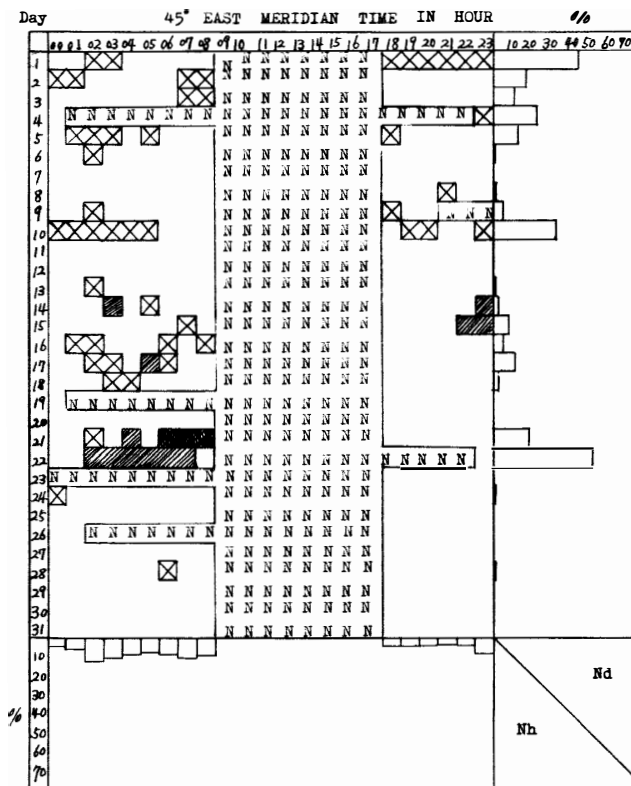 Day 45° EAST MERIDIAN TIME IN HOUR %
00 01 02 03 04 05 06 07 08 09 10 11 12 13 14 15 16 17 18 19 20 21 22 23 10 20 30 40 50 60 70
1 N N N N N N N N N
2 N N N N N N N N N
3 N N N N N N N N N
4 N N N N N N N N N N N N N N N N N N N N N N
5 N N N N N N N N N
6 N N N N N N N N N
7 N N N N N N N N N
8 N N N N N N N N N
9 N N N N N N N N N N N
10 N N N N N N N N N
11 N N N N N N N N N
12 N N N N N N N N N
13 N N N N N N N N N
14 N N N N N N N N N
15 N N N N N N N N N
16 N N N N N N N N N
17 N N N N N N N N N
18 N N N N N N N N N
19 N N N N N N N N N N N N N N N N N
20 N N N N N N N N N
21 N N N N N N N N N
22 N N N N N N N N N N N N N N
23 N N N N N N N N N N N N N N N N N N
24 N N N N N N N N N
25 N N N N N N N N N
26 N N N N N N N N N N N N N N N N
27 N N N N N N N N N
28 N N N N N N N N N
29 N N N N N N N N N
30 N N N N N N N N N
31 N N N N N N N N N
10
20
30
% 40
50
60
70
Nd
Nh